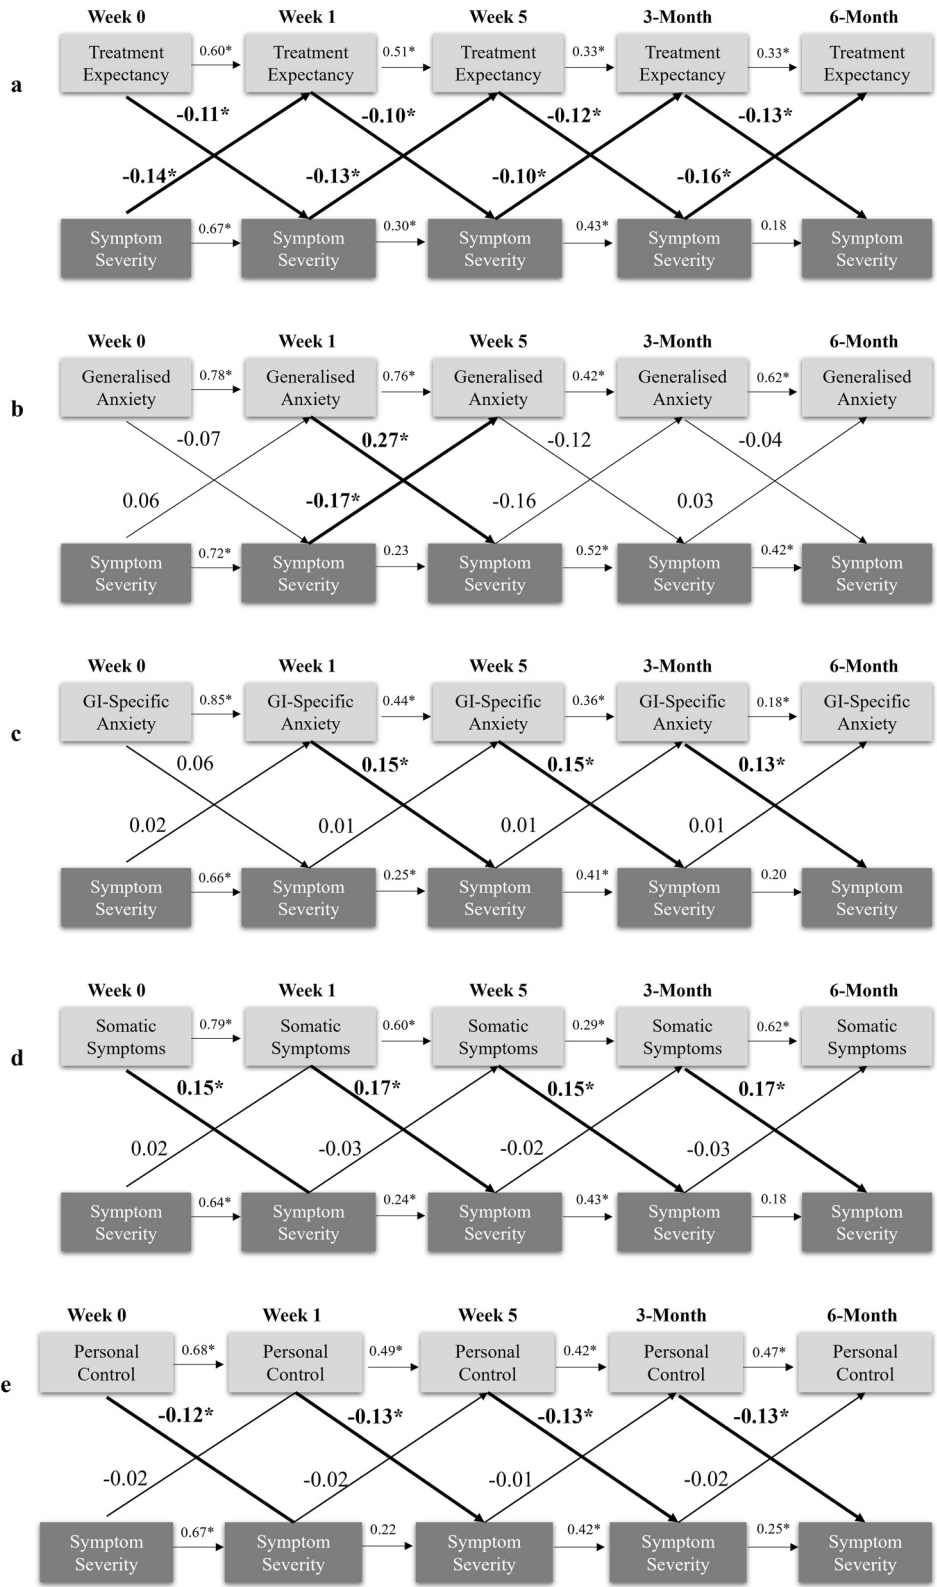 Week 0 Week 1 Week 5 3-Month 6-Month
Treatment 0.60* Treatment 0.51* Treatment 0.33* Treatment 0.33* Treatment
Expectancy Expectancy Expectancy Expectancy Expectancy
a
-0.11* -0.10* -0.12* -0.13*
-0.14* -0.13* -0.10* -0.16*
Symptom 0.67* Symptom 0.30* Symptom 0.43* Symptom 0.18 Symptom
Severity Severity Severity Severity Severity
Week 0 Week 1 Week 5 3-Month 6-Month
Generalised 0.78* Generalised 0.76* Generalised 0.42* Generalised 0.62* Generalised
Anxiety Anxiety Anxiety Anxiety Anxiety
b
-0.07 0.27* -0.12 -0.04
0.06 -0.17* -0.16 0.03
Symptom 0.72* Symptom 0.23 Symptom 0.52* Symptom 0.42* Symptom
Severity Severity Severity Severity Severity
Week 0 Week 1 Week 5 3-Month 6-Month
GI-Specific 0.85* GI-Specific 0.44* GI-Specific 0.36* GI-Specific 0.18* GI-Specific
Anxiety Anxiety Anxiety Anxiety Anxiety
c
0.06 0.15* 0.15* 0.13*
0.02 0.01 0.01 0.01
Symptom 0.66* Symptom 0.25* Symptom 0.41* Symptom 0.20 Symptom
Severity Severity Severity Severity Severity
Week 0 Week 1 Week 5 3-Month 6-Month
Somatic 0.79* Somatic 0.60* Somatic 0.29* Somatic 0.62* Somatic
Symptoms Symptoms Symptoms Symptoms Symptoms
d
0.15* 0.17* 0.15* 0.17*
0.02 -0.03 -0.02 -0.03
Symptom 0.64* Symptom 0.24* Symptom 0.43* Symptom 0.18 Symptom
Severity Severity Severity Severity Severity
Week 0 Week 1 Week 5 3-Month 6-Month
Personal 0.68* Personal 0.49* Personal 0.42* Personal 0.47* Personal
Control Control Control Control Control
e
-0.12* -0.13* -0.13* -0.13*
-0.02 -0.02 -0.01 -0.02
Symptom 0.67* Symptom 0.22 Symptom 0.42* Symptom 0.25* Symptom
Severity Severity Severity Severity Severity